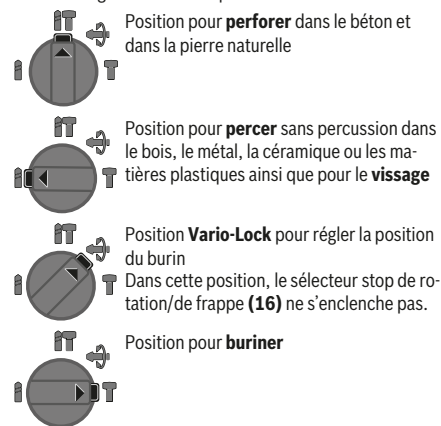 Position pour perforer dans le béton et
dans la pierre naturelle
Position pour percer sans percussion dans
le bois, le métal, la céramique ou les ma-
tières plastiques ainsi que pour le vissage
Position Vario-Lock pour régler la position
du burin
Dans cette position, le sélecteur stop de ro-
tation/de frappe (16) ne s’enclenche pas.
Position pour buriner